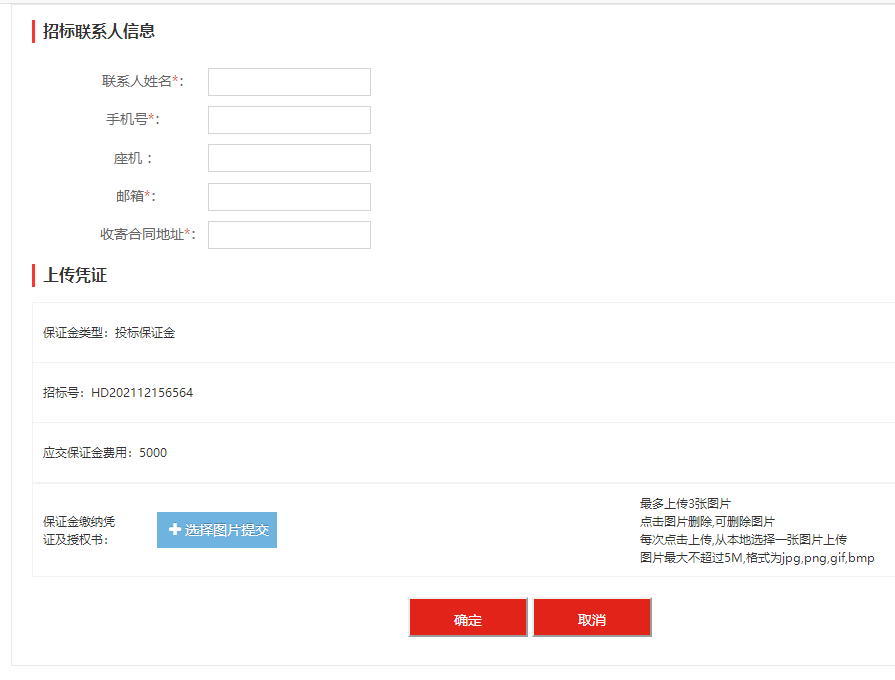 招标联系人信息
联系人姓名*:
手机号*:
座机：
邮箱*:
收寄合同地址*:
上传凭证
保证金类型：投标保证金
招标号：HD202112156564
应交保证金费用：5000
保证金缴纳凭
证及授权书：
选择图片提交
最多上传3张图片
点击图片删除,可删除图片
每次点击上传,从本地选择一张图片上传
图片最大不超过5M,格式为jpg,png,gif,bmp
确定
取消